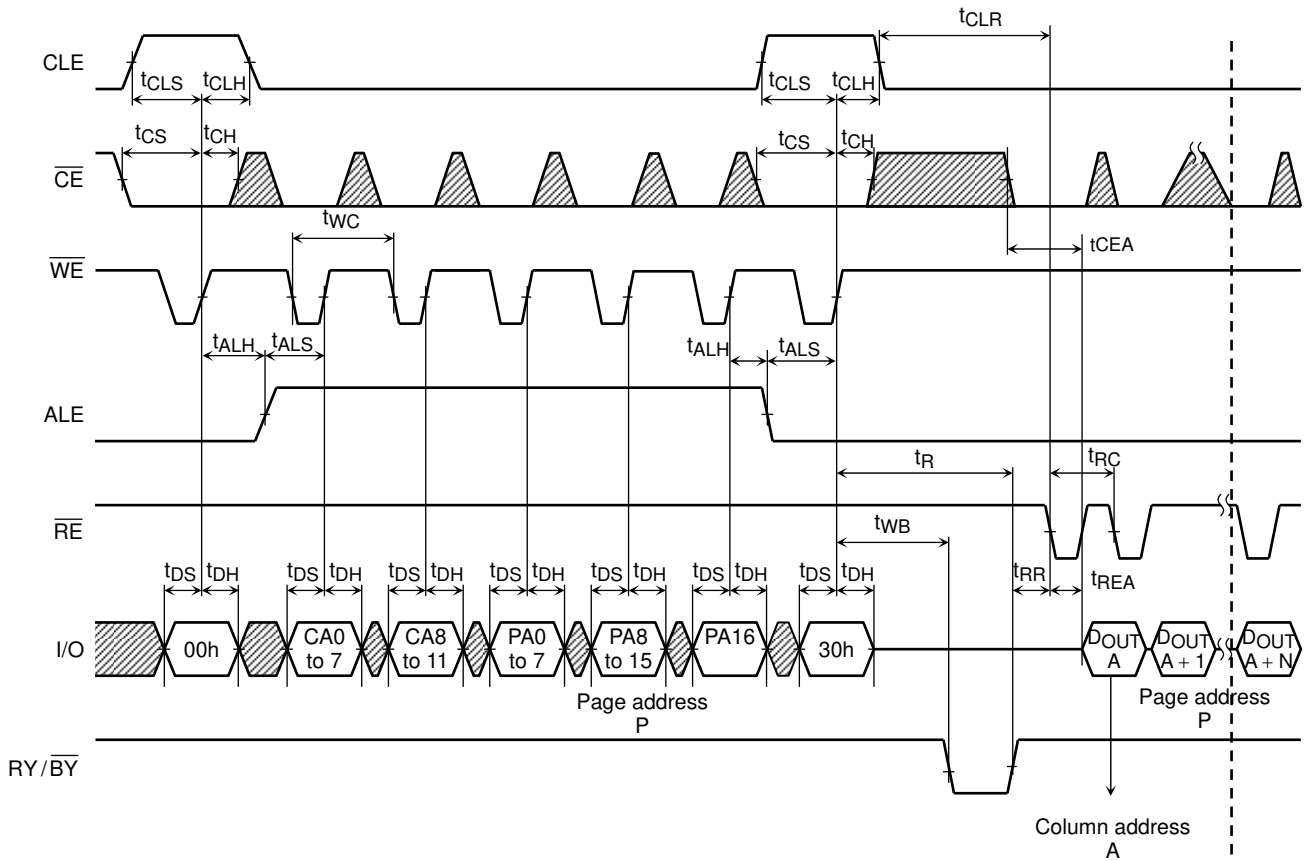 tCLR
CLE
tCLS tCLH tCLS tCLH
tCS tCH tCS tCH
CE
tWC
tCEA
WE
tALH tALS tALH tALS
ALE
tR tRC
RE
tWB
tDS tDH tDS tDH tDS tDH tDS tDH tDS tDH tDS tDH tDS tDH tRR tREA
I/O
00h
CA0
to 7
CA8
to 11
PA0
to 7
PA8
to 15
PA16
30h
DOUT
A
DOUT
A + 1
DOUT
A + N
Page address
P
Page address
P
RY / BY
Column address
A